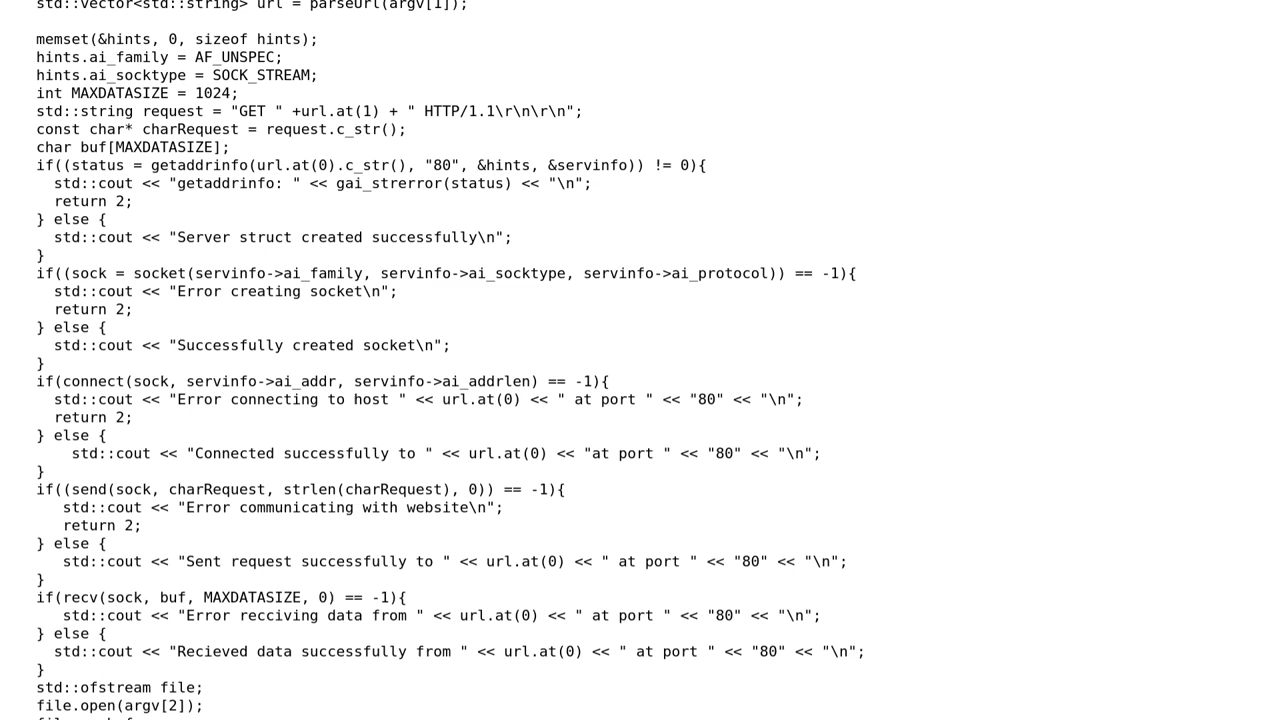 std::vector<std::string> url = parseUrl(argv[1]);
memset(&hints, 0, sizeof hints);
hints.ai_family = AF_UNSPEC;
hints.ai_socktype = SOCK_STREAM;
int MAXDATASIZE = 1024;
std::string request = "GET " +url.at(1) + " HTTP/1.1\r\n\r\n";
const char* charRequest = request.c_str();
char buf[MAXDATASIZE];
if((status = getaddrinfo(url.at(0).c_str(), "80", &hints, &servinfo)) != 0){
  std::cout << "getaddrinfo: " << gai_strerror(status) << "\n";
  return 2;
} else {
  std::cout << "Server struct created successfully\n";
}
if((sock = socket(servinfo->ai_family, servinfo->ai_socktype, servinfo->ai_protocol)) == -1){
  std::cout << "Error creating socket\n";
  return 2;
} else {
  std::cout << "Successfully created socket\n";
}
if(connect(sock, servinfo->ai_addr, servinfo->ai_addrlen) == -1){
  std::cout << "Error connecting to host " << url.at(0) << " at port " << "80" << "\n";
  return 2;
} else {
    std::cout << "Connected successfully to " << url.at(0) << "at port " << "80" << "\n";
}
if((send(sock, charRequest, strlen(charRequest), 0)) == -1){
   std::cout << "Error communicating with website\n";
   return 2;
} else {
   std::cout << "Sent request successfully to " << url.at(0) << " at port " << "80" << "\n";
}
if(recv(sock, buf, MAXDATASIZE, 0) == -1){
   std::cout << "Error recciving data from " << url.at(0) << " at port " << "80" << "\n";
} else {
  std::cout << "Recieved data successfully from " << url.at(0) << " at port " << "80" << "\n";
}
std::ofstream file;
file.open(argv[2]);